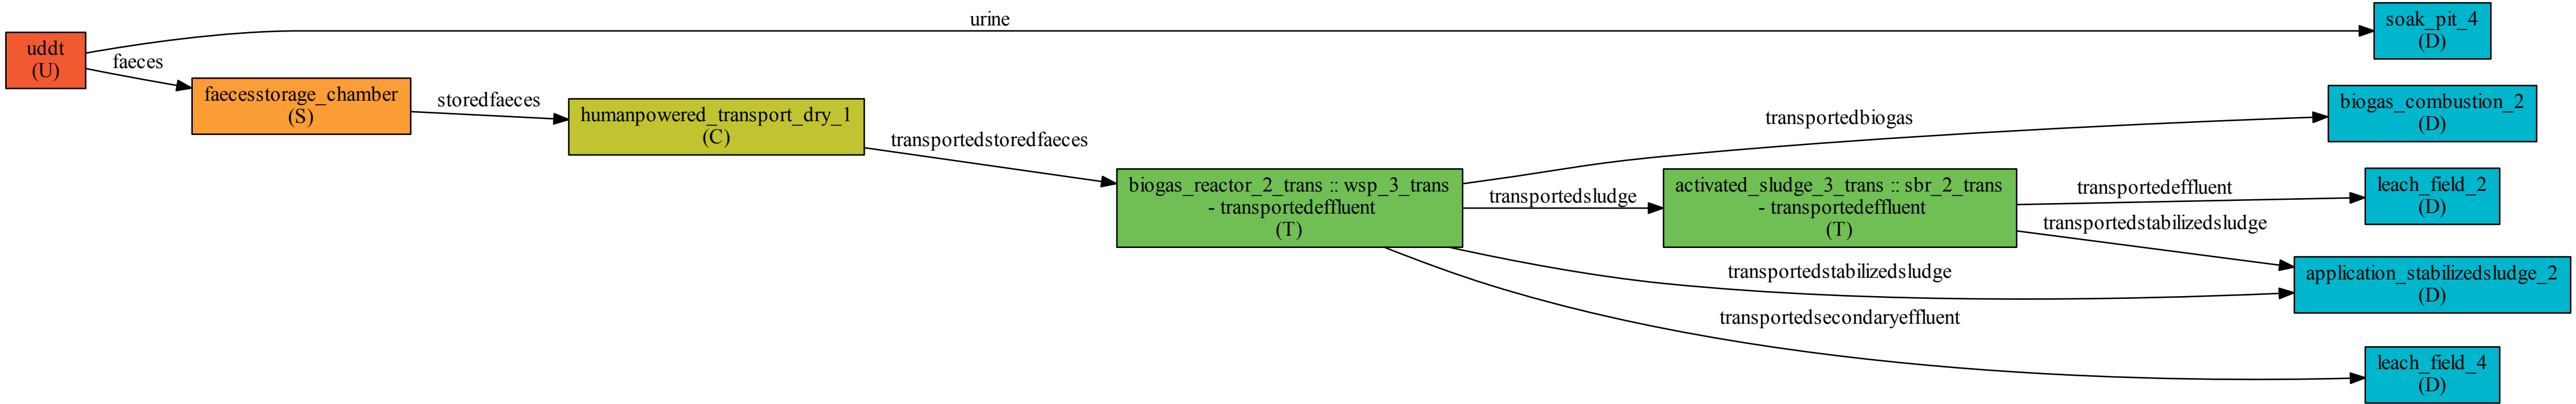 urine
soak_pit_4
(D)
uddt
(U)
faeces
faecesstorage_chamber
(S)
storedfaeces
humanpowered_transport_dry_1
(C)
transportedstoredfaeces
biogas_reactor_2_trans :: wsp_3_trans
- transportedeffluent
(T)
transportedbiogas
biogas_combustion_2
(D)
transportedsludge
activated_sludge_3_trans :: sbr_2_trans
- transportedeffluent
(T)
transportedeffluent
leach_field_2
(D)
transportedstabilizedsludge
transportedstabilizedsludge
application_stabilizedsludge_2
(D)
transportedsecondaryeffluent
leach_field_4
(D)